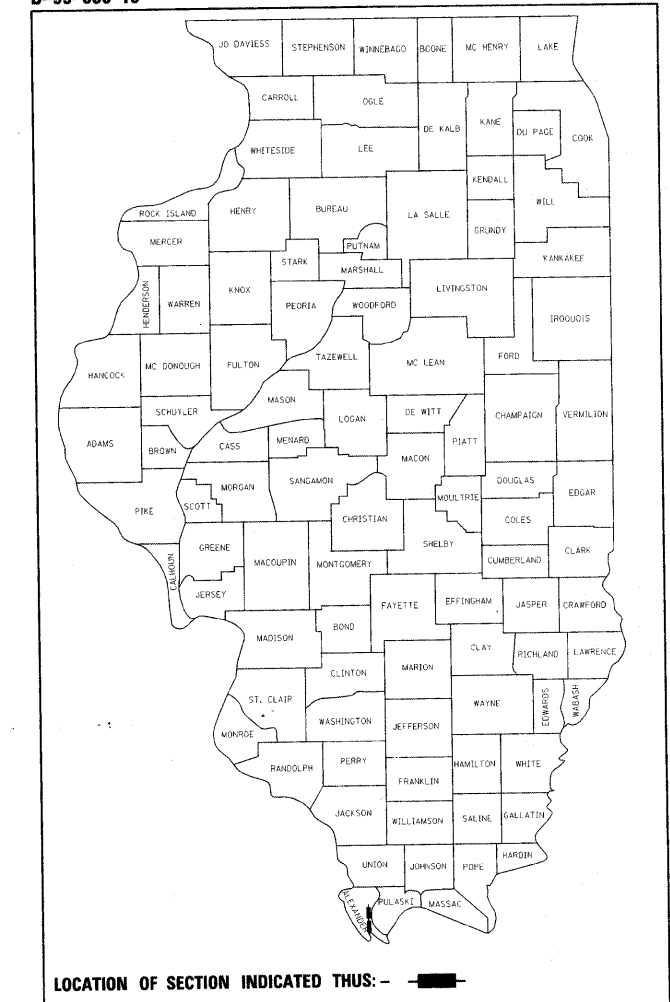 JO DAVIESS STEPHENSON WINNEBAGO BOONE MC HENRY LAKE
CARROLL OGLE DE KALB KANE DU PAGE COOK
WHITESIDE LEE
KENDALL
ROCK ISLAND HENRY BUREAU LA SALLE GRUNDY WILL
MERCER PUTNAM
STARK MARSHALL KANKAKEE
HENDERSON WARREN KNOX PEORIA WOODFORD LIVINGSTON IROQUOIS
HANCOCK MC DONOUGH FULTON TAZEWELL MC LEAN FORD
MASON
SCHUYLER LOGAN DE WITT CHAMPAIGN VERMILION
ADAMS BROWN CASS MENARD PIATT
MACON
PIKE SCOTT MORGAN SANGAMON MOULTRIE DOUGLAS EDGAR
CHRISTIAN COLES
CALHOUN GREENE MACOUPIN MONTGOMERY SHELBY CUMBERLAND CLARK
JERSEY FAYETTE EFFINGHAM JASPER CRAWFORD
MADISON BOND
CLAY RICHLAND LAWRENCE
CLINTON MARION
ST. CLAIR WAYNE EDWARDS WABASH
MONROE WASHINGTON JEFFERSON
RANDOLPH PERRY HAMILTON WHITE
FRANKLIN
JACKSON WILLIAMSON SALINE GALLATIN
UNION JOHNSON POPE HARDIN
ALEXANDER PULASKI MASSAC
LOCATION OF SECTION INDICATED THUS: –